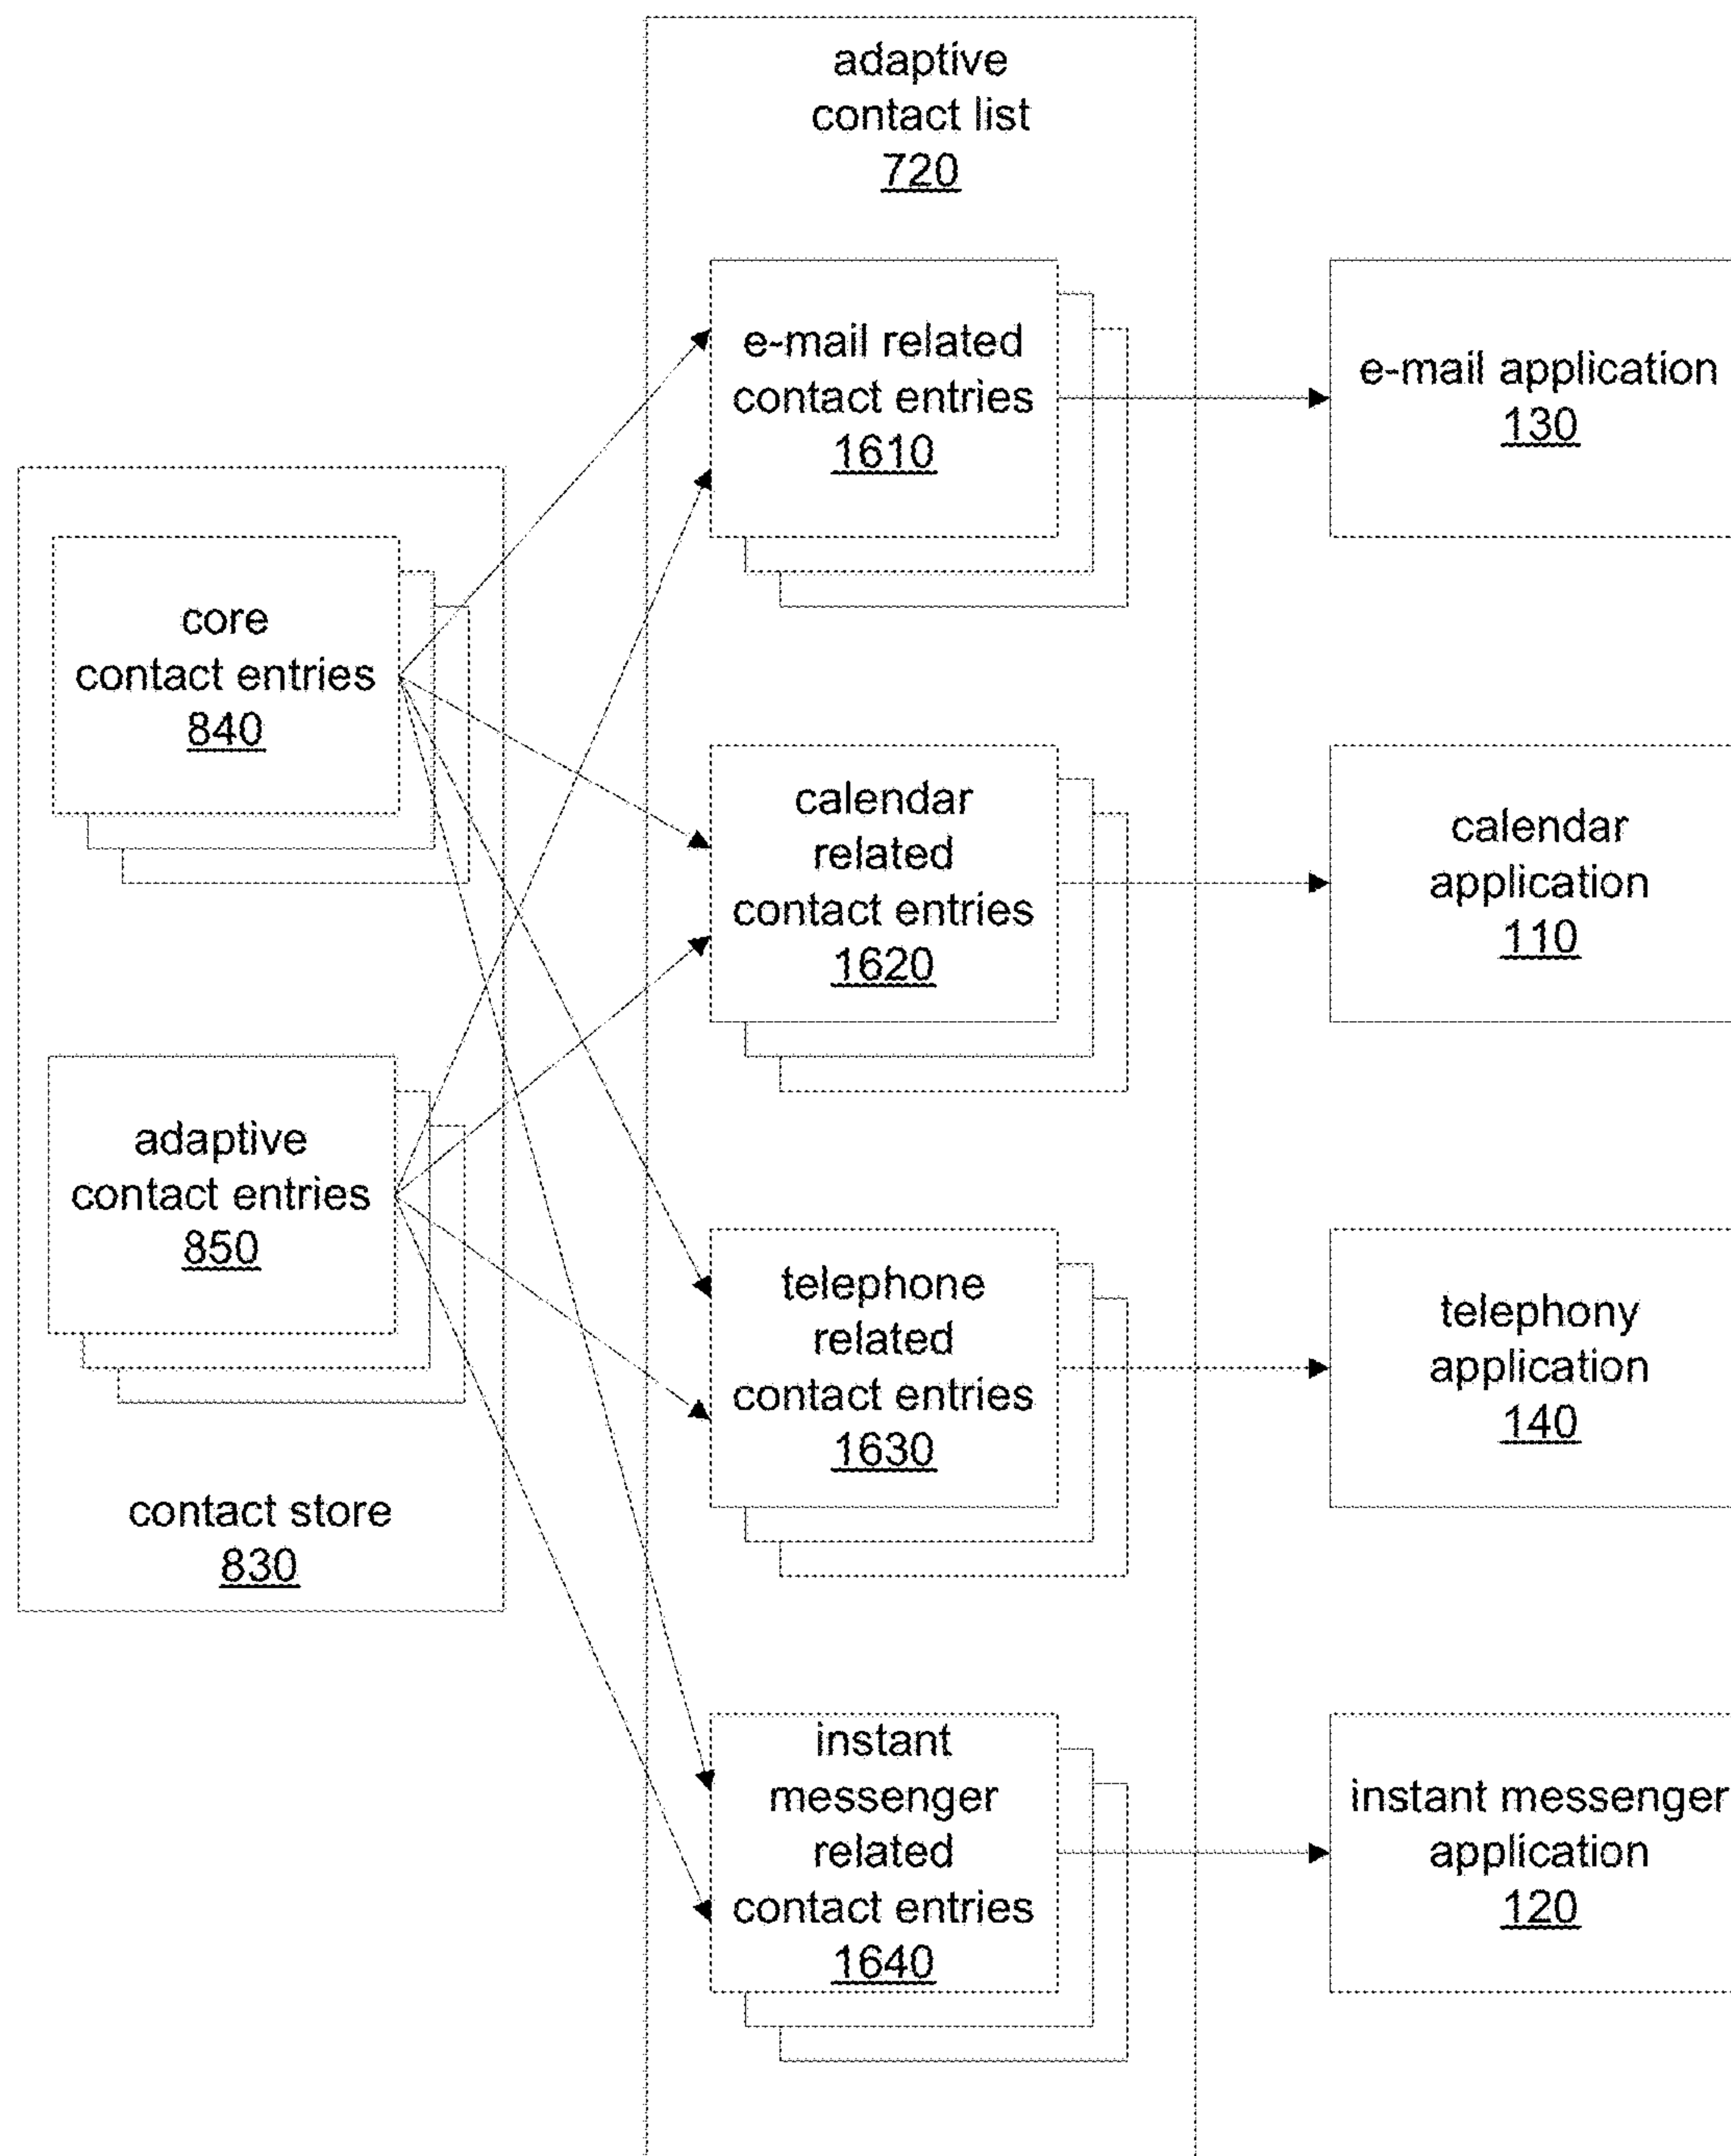 adaptive
contact list
720
e-mail related
contact entries
1610
e-mail application
130
core
contact entries
840
calendar
related
contact entries
1620
calendar
application
110
adaptive
contact entries
850
telephone
related
contact entries
1630
telephony
application
140
contact store
830
instant
messenger
related
contact entries
1640
instant messenger
application
120